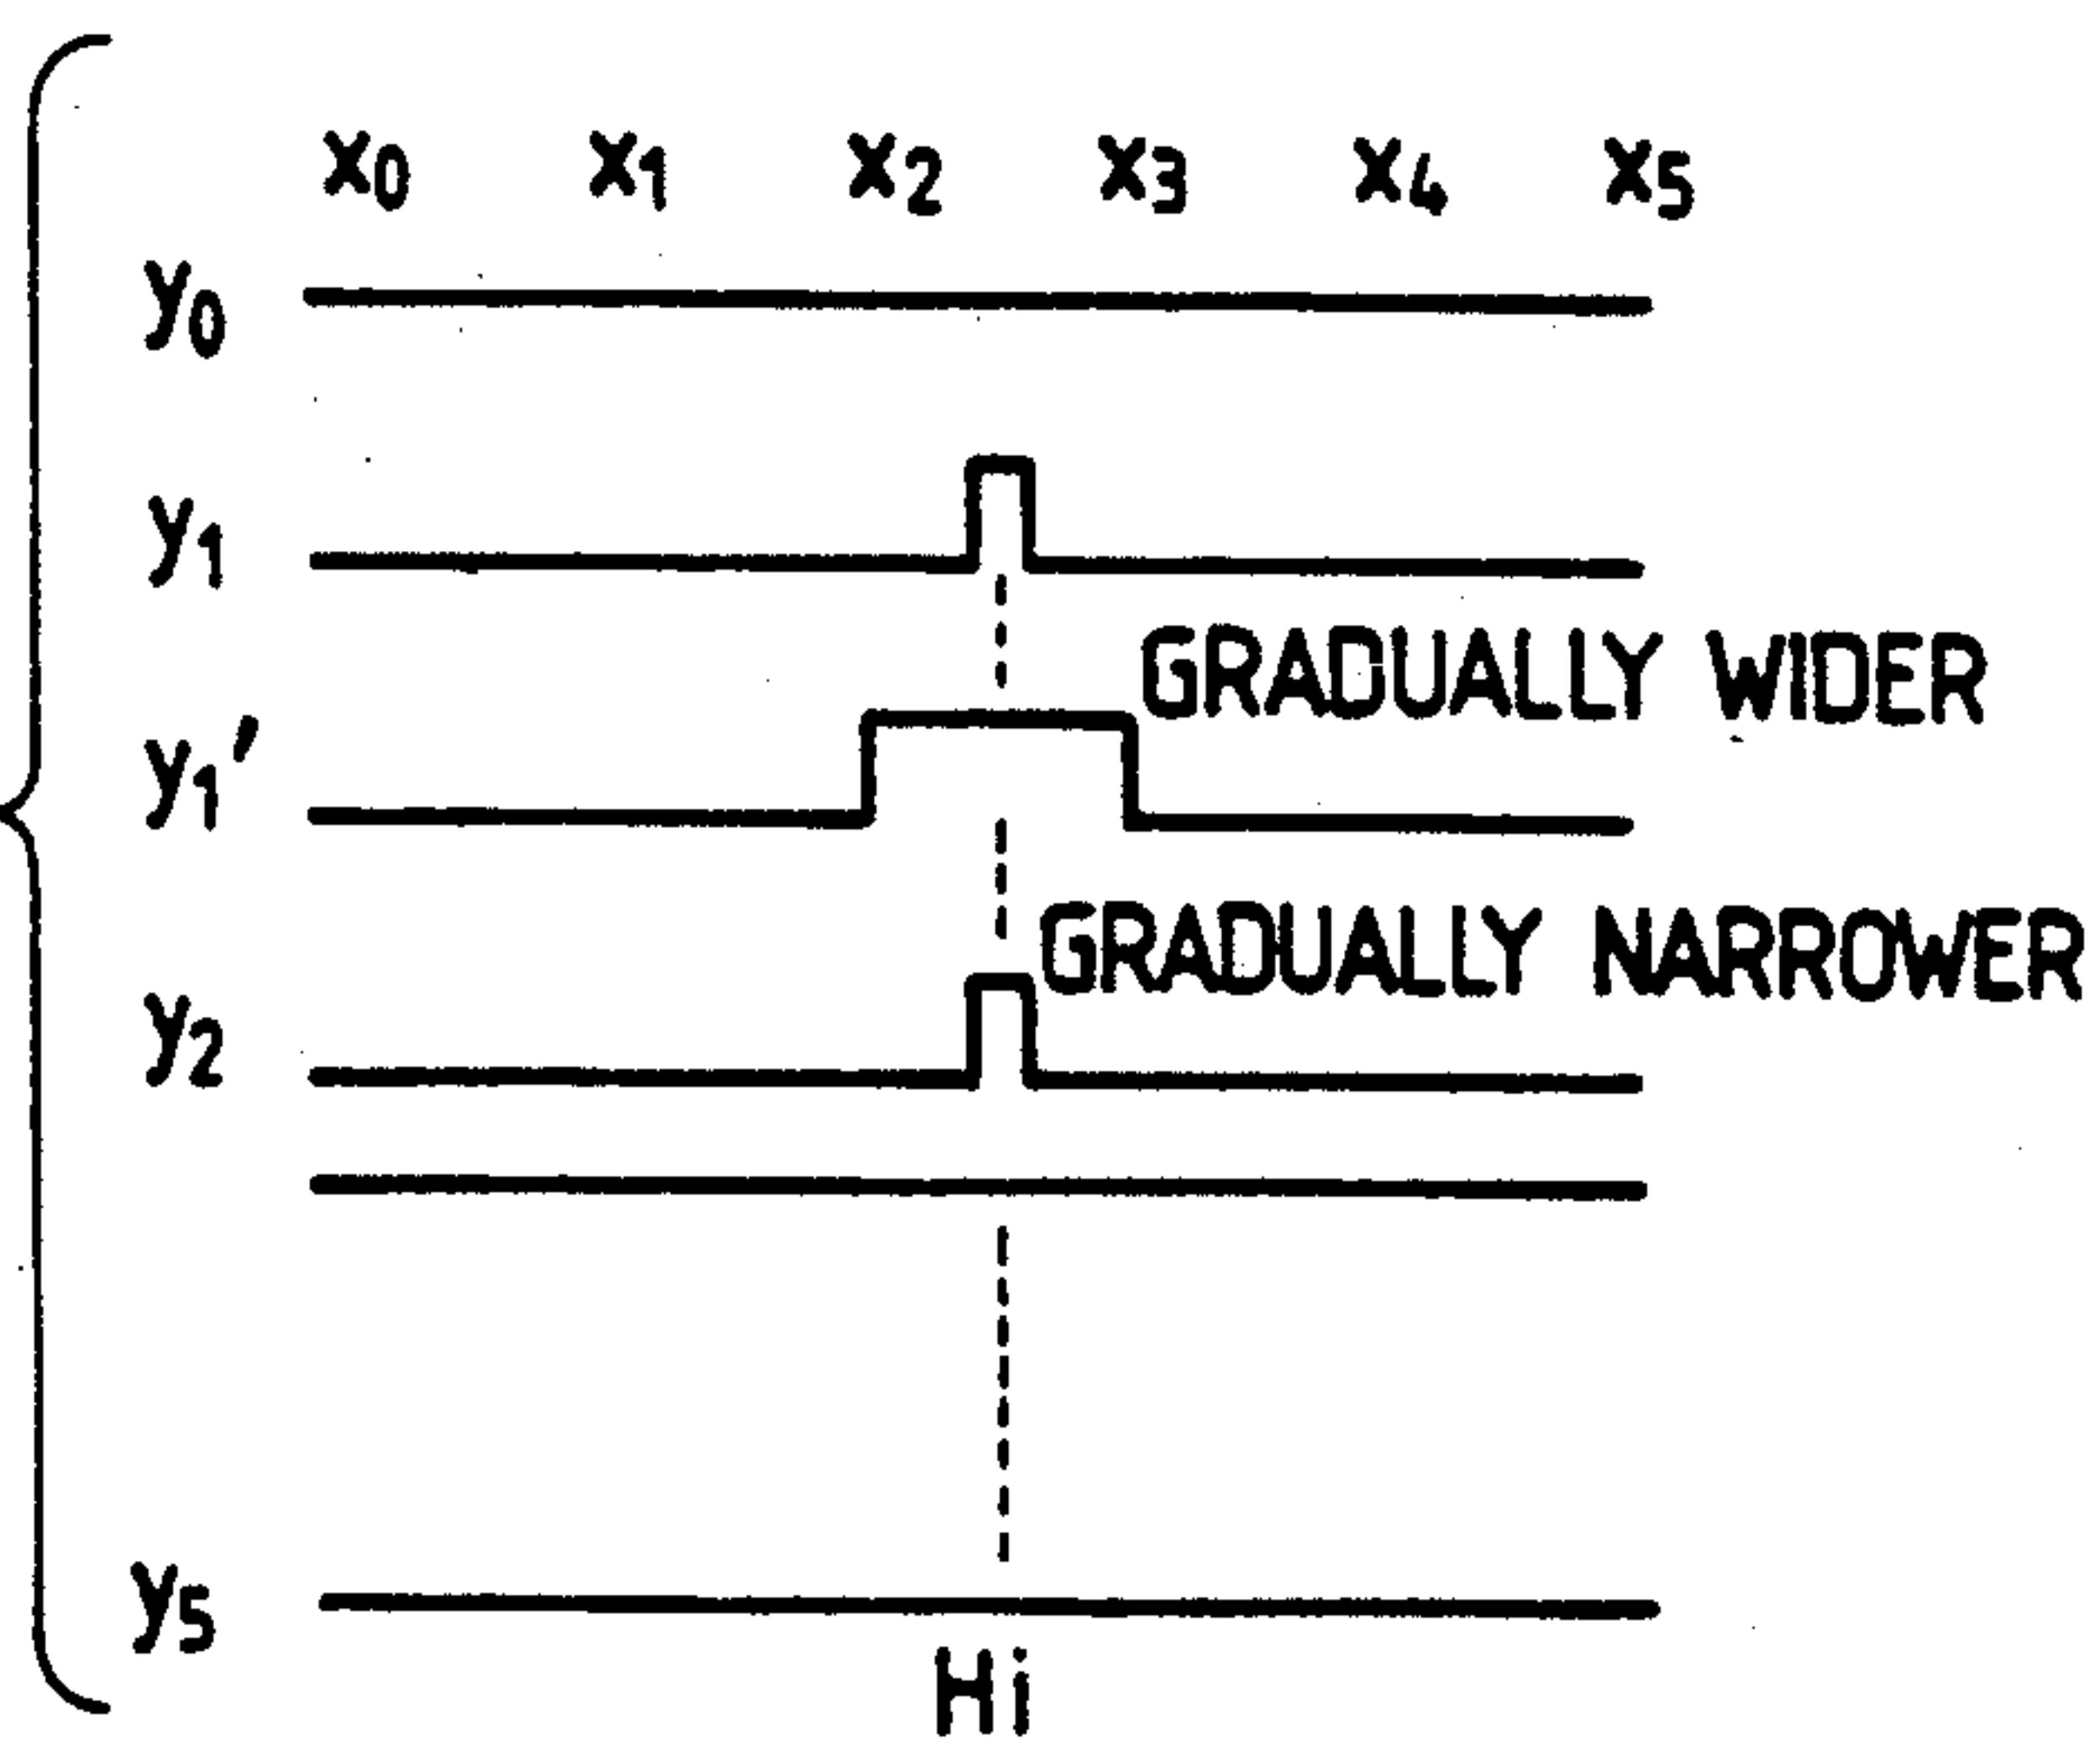 x0 x1 x2 x3 x4 x5
y0
y1
GRADUALLY WIDER
y1'
GRADUALLY NARROWER
y2
y5
Hi